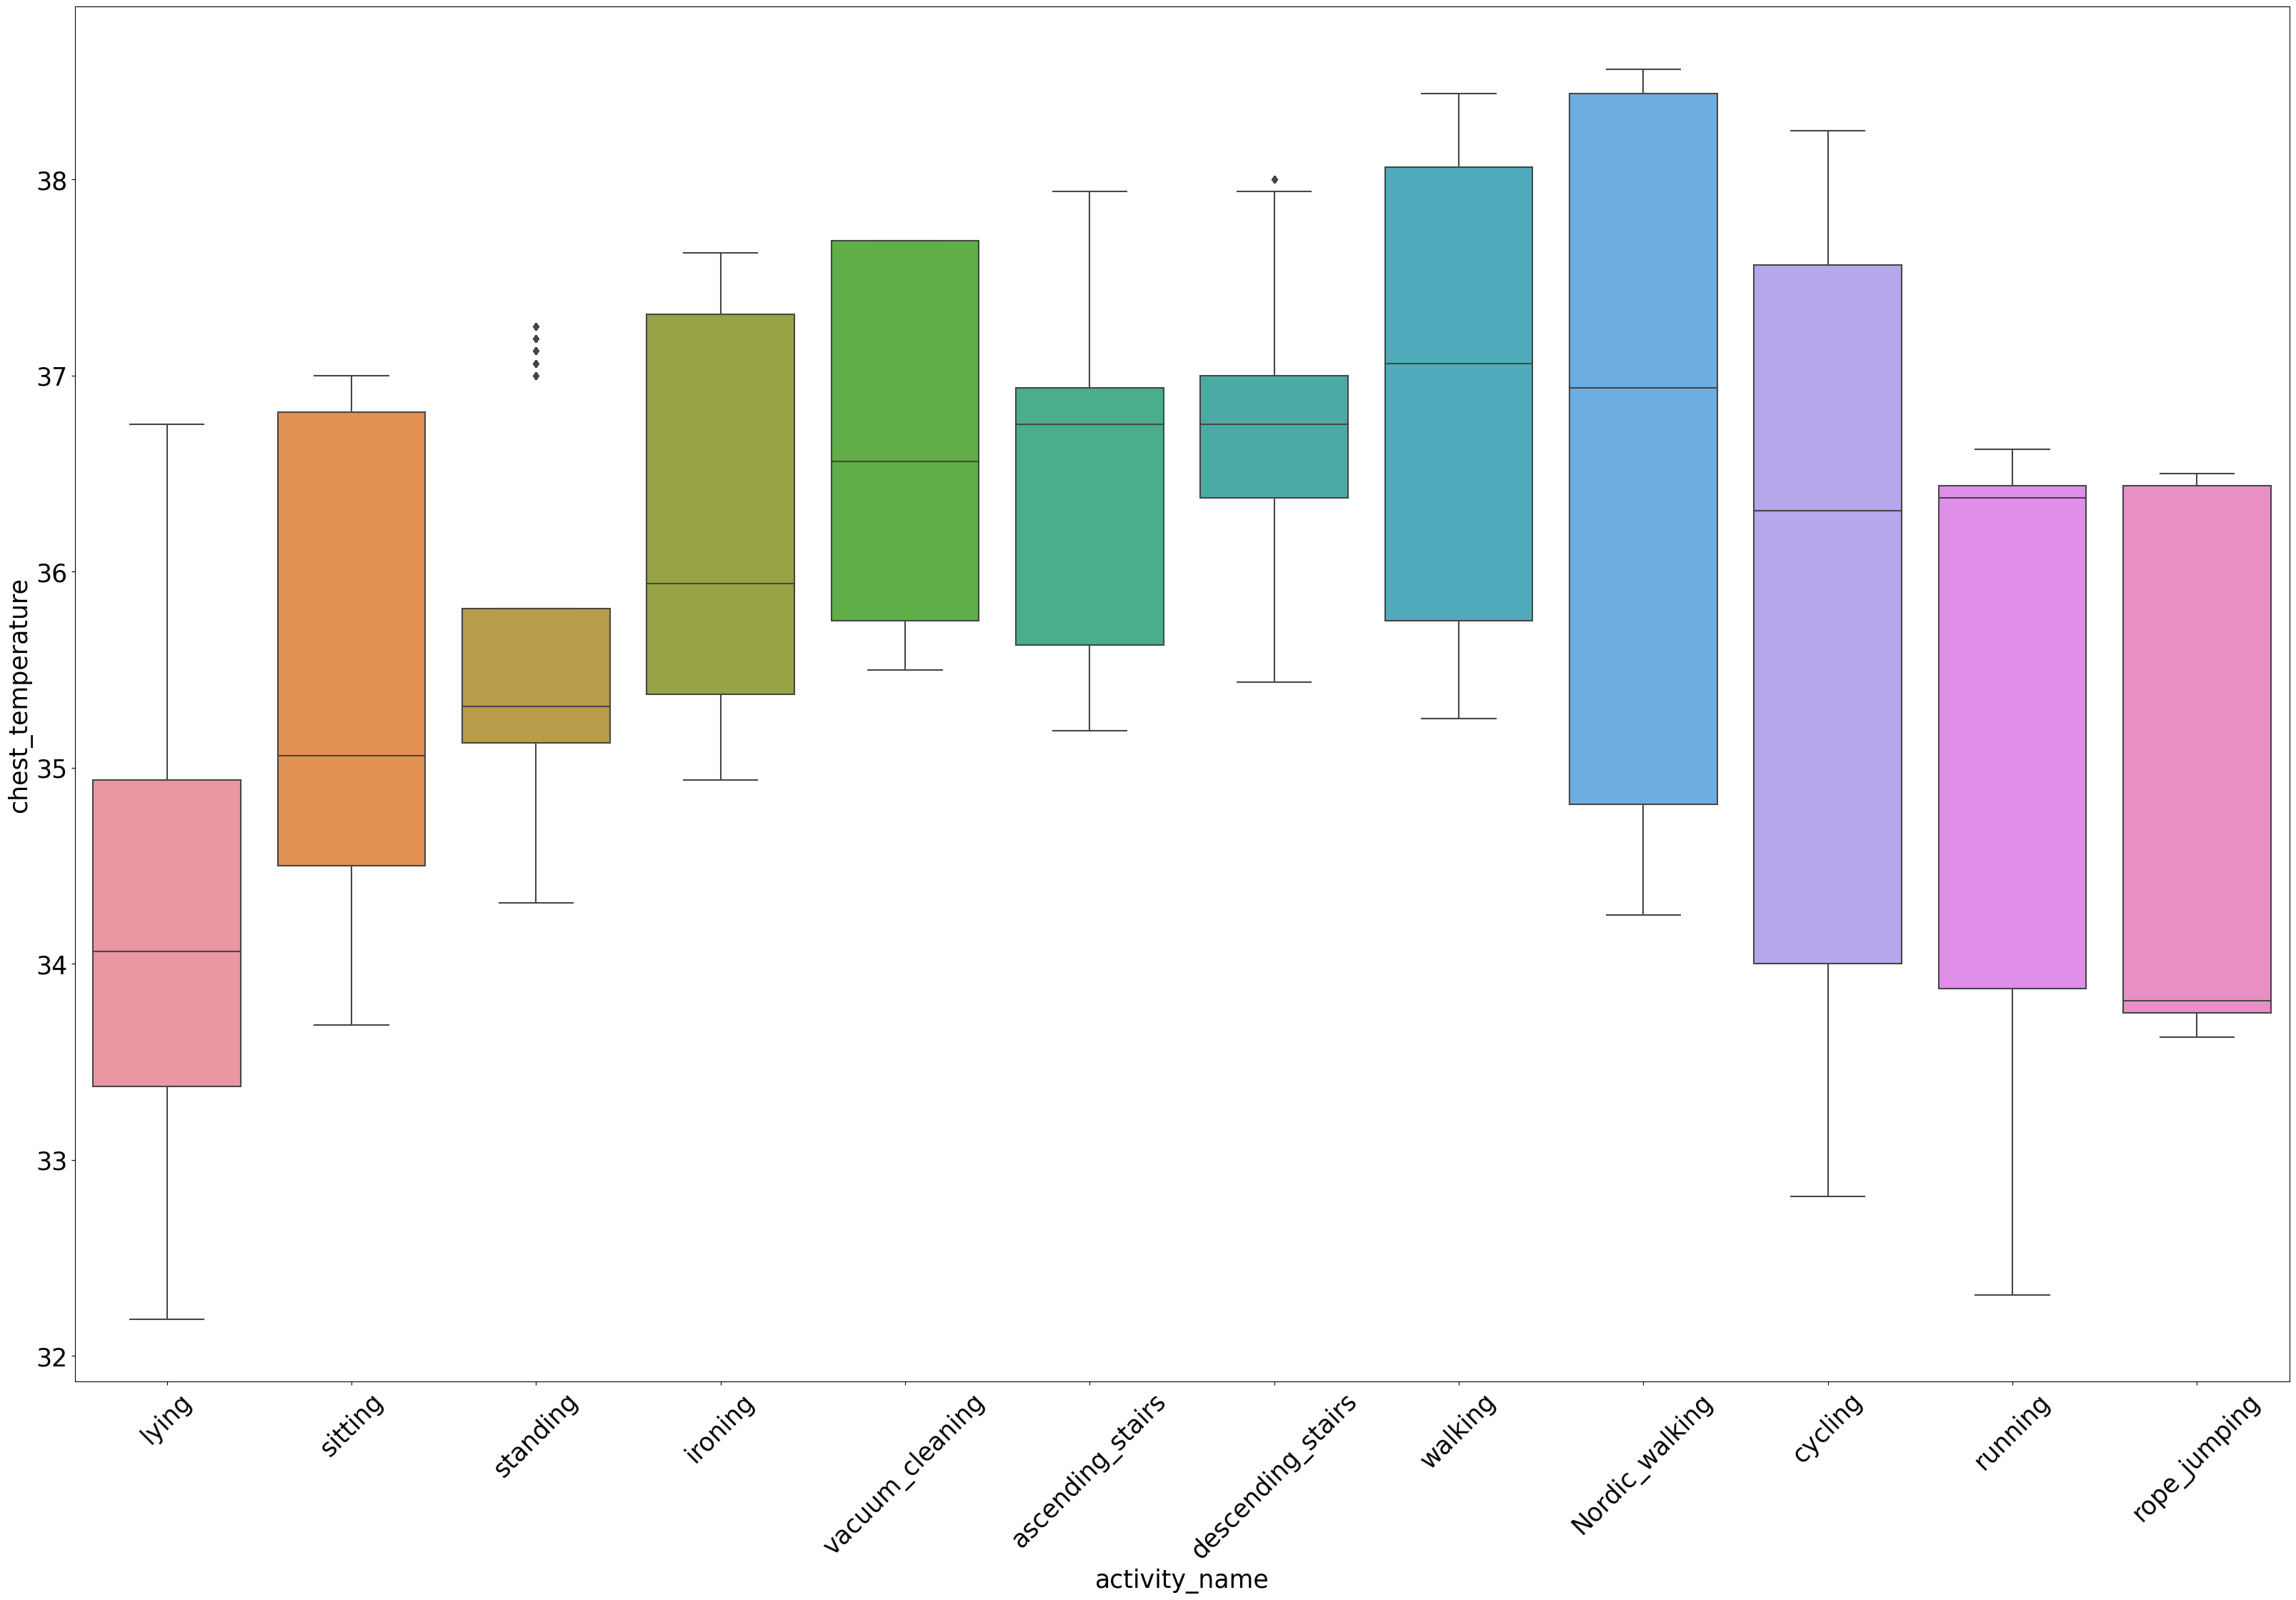 chest_temperature
38
37
36
35
34
33
32
lying
sitting
standing
ironing
vacuum_cleaning
ascending_stairs
descending_stairs
walking
Nordic_walking
cycling
running
rope_jumping
activity_name